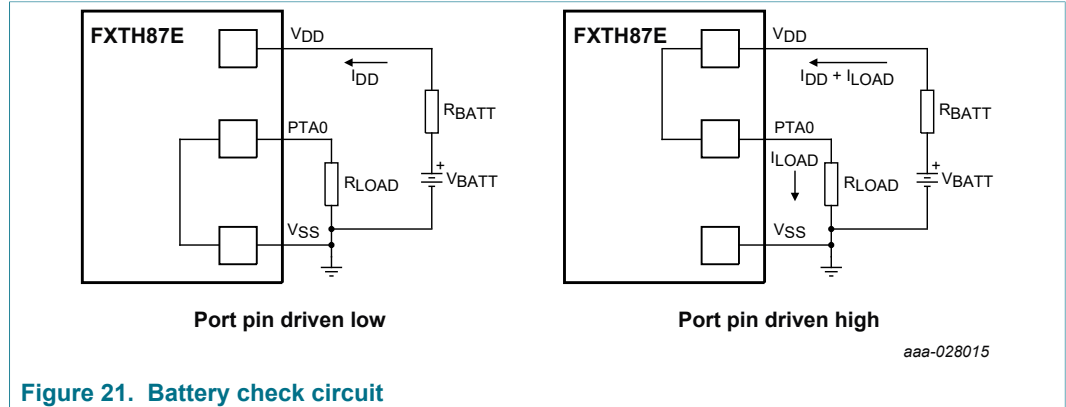 FXTH87E
VDD
IDD
RBATT
PTA0
RLOAD
+
VBATT
VSS
Port pin driven low
FXTH87E
VDD
IDD + ILOAD
RBATT
PTA0
ILOAD
RLOAD
+
VBATT
VSS
Port pin driven high
aaa-028015
Figure 21. Battery check circuit